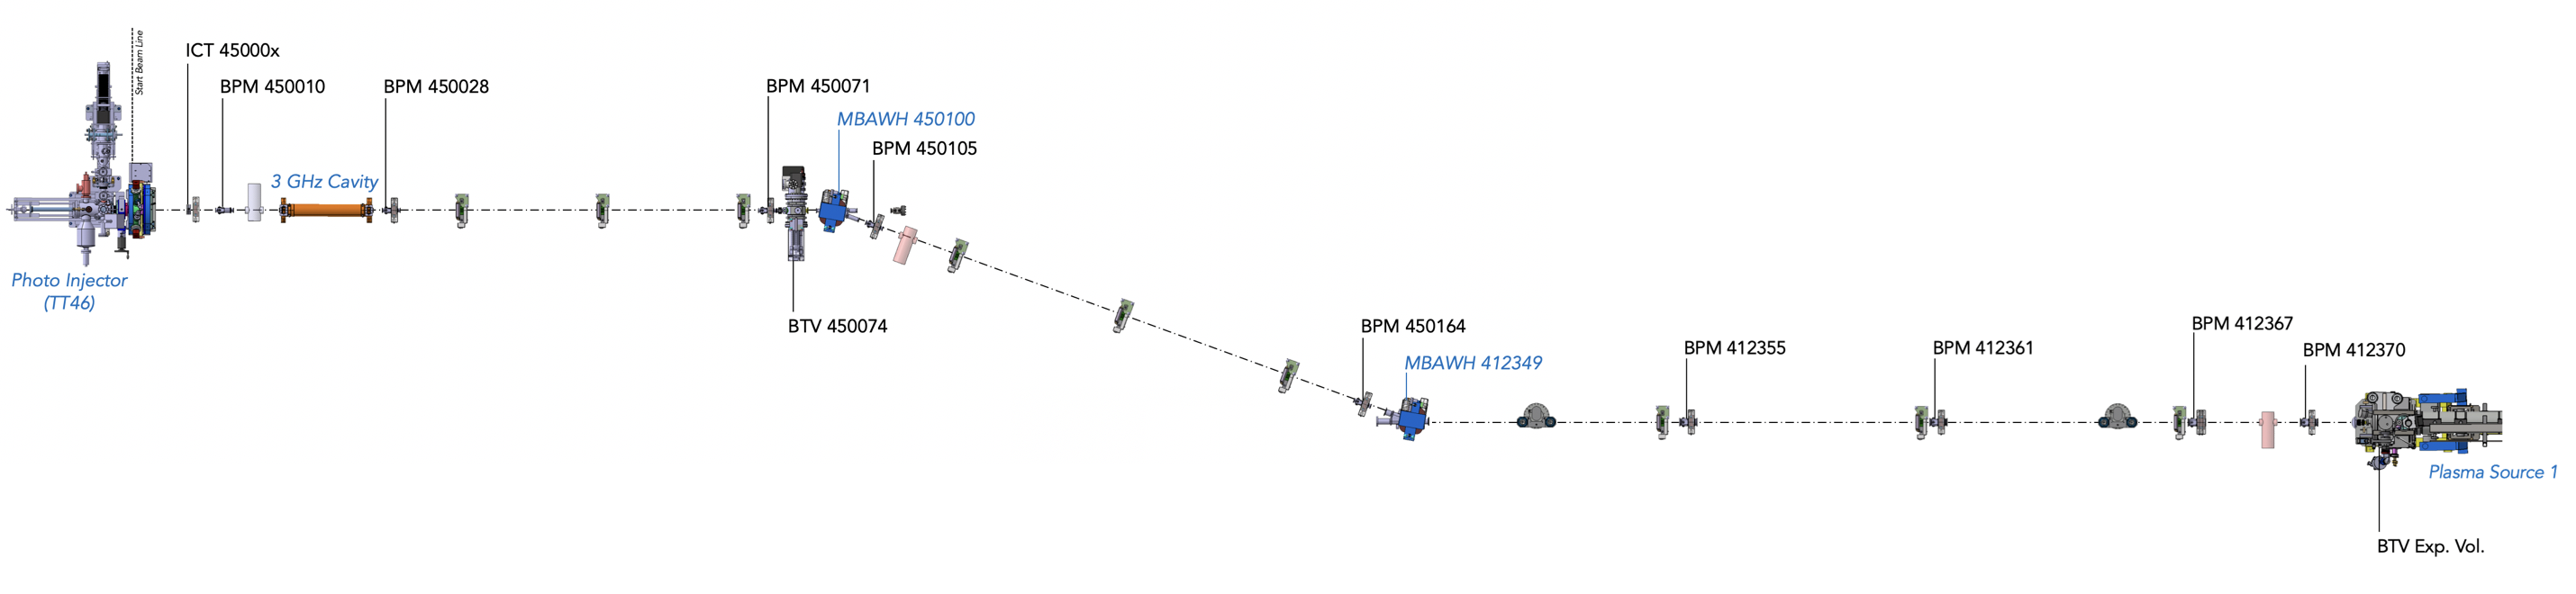 Start Beam Line
ICT 45000x
BPM 450010
BPM 450028
3 GHz Cavity
Photo Injector
(TT46)
BPM 450071
MBAWH 450100
BPM 450105
BTV 450074
BPM 450164
MBAWH 412349
BPM 412355
BPM 412361
BPM 412367
BPM 412370
Plasma Source 1
BTV Exp. Vol.